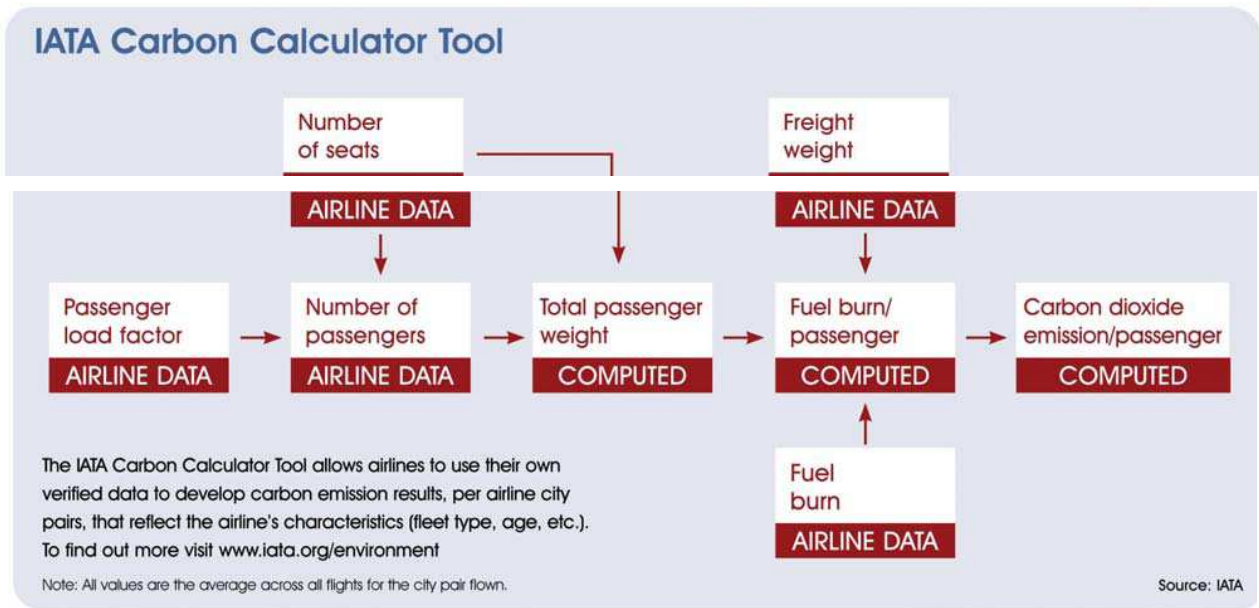 IATA Carbon Calculator Tool
Number
of seats
AIRLINE DATA
Freight
weight
AIRLINE DATA
Passenger
load factor
AIRLINE DATA
Number of
passengers
AIRLINE DATA
Total passenger
weight
COMPUTED
Fuel burn/
passenger
COMPUTED
Carbon dioxide
emission/passenger
COMPUTED
Fuel
burn
AIRLINE DATA
The IATA Carbon Calculator Tool allows airlines to use their own
verified data to develop carbon emission results, per airline city
pairs, that reflect the airline's characteristics (fleet type, age, etc.).
To find out more visit www.iata.org/environment
Note: All values are the average across all flights for the city pair flown.
Source: IATA